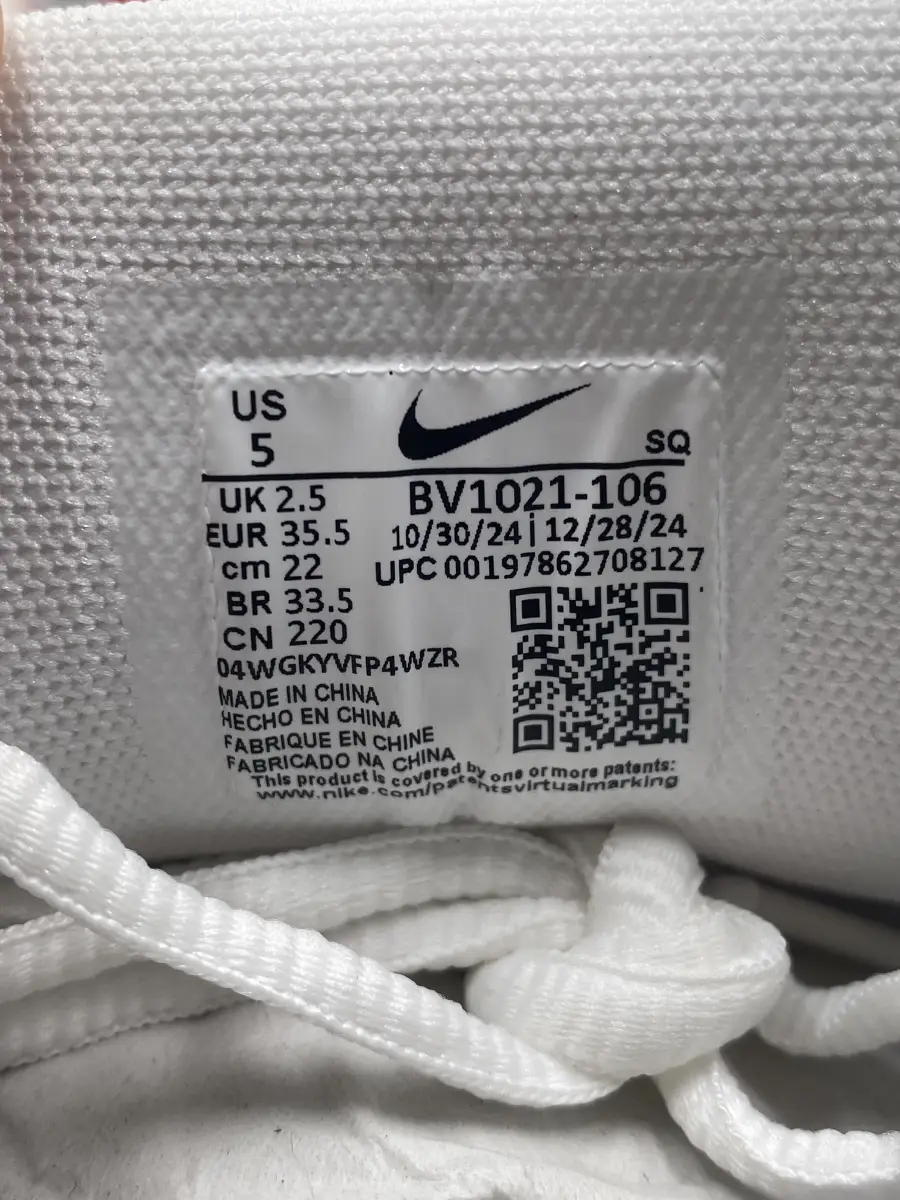 US
5
SQ
UK 2.5
BV1021-106
EUR 35.5
10/30/24 | 12/28/24
cm 22
UPC 00197862708127
BR 33.5
CN 220
04WGKYVFP4WZR
MADE IN CHINA
HECHO EN CHINA
FABRIQUE EN CHINE
FABRICADO NA CHINA
This product is covered by one or more patents:
www.nike.com/patentsvirtualmarking